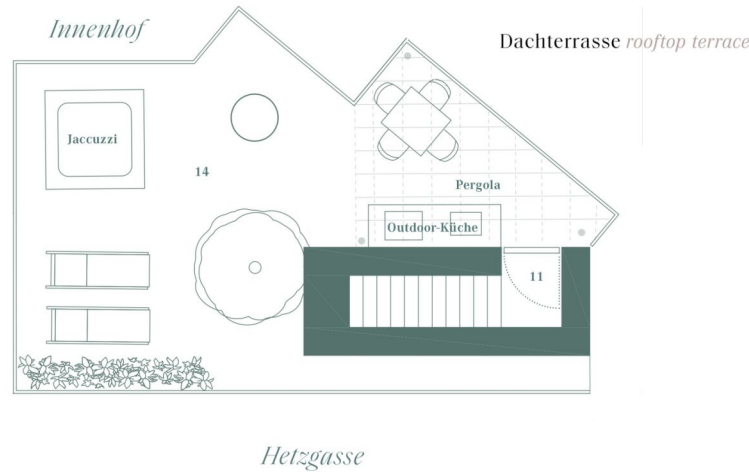 Innenhof
Dachterrasse rooftop terrace
Jaccuzzi
14
Pergola
Outdoor-Küche
11
Hetzgasse